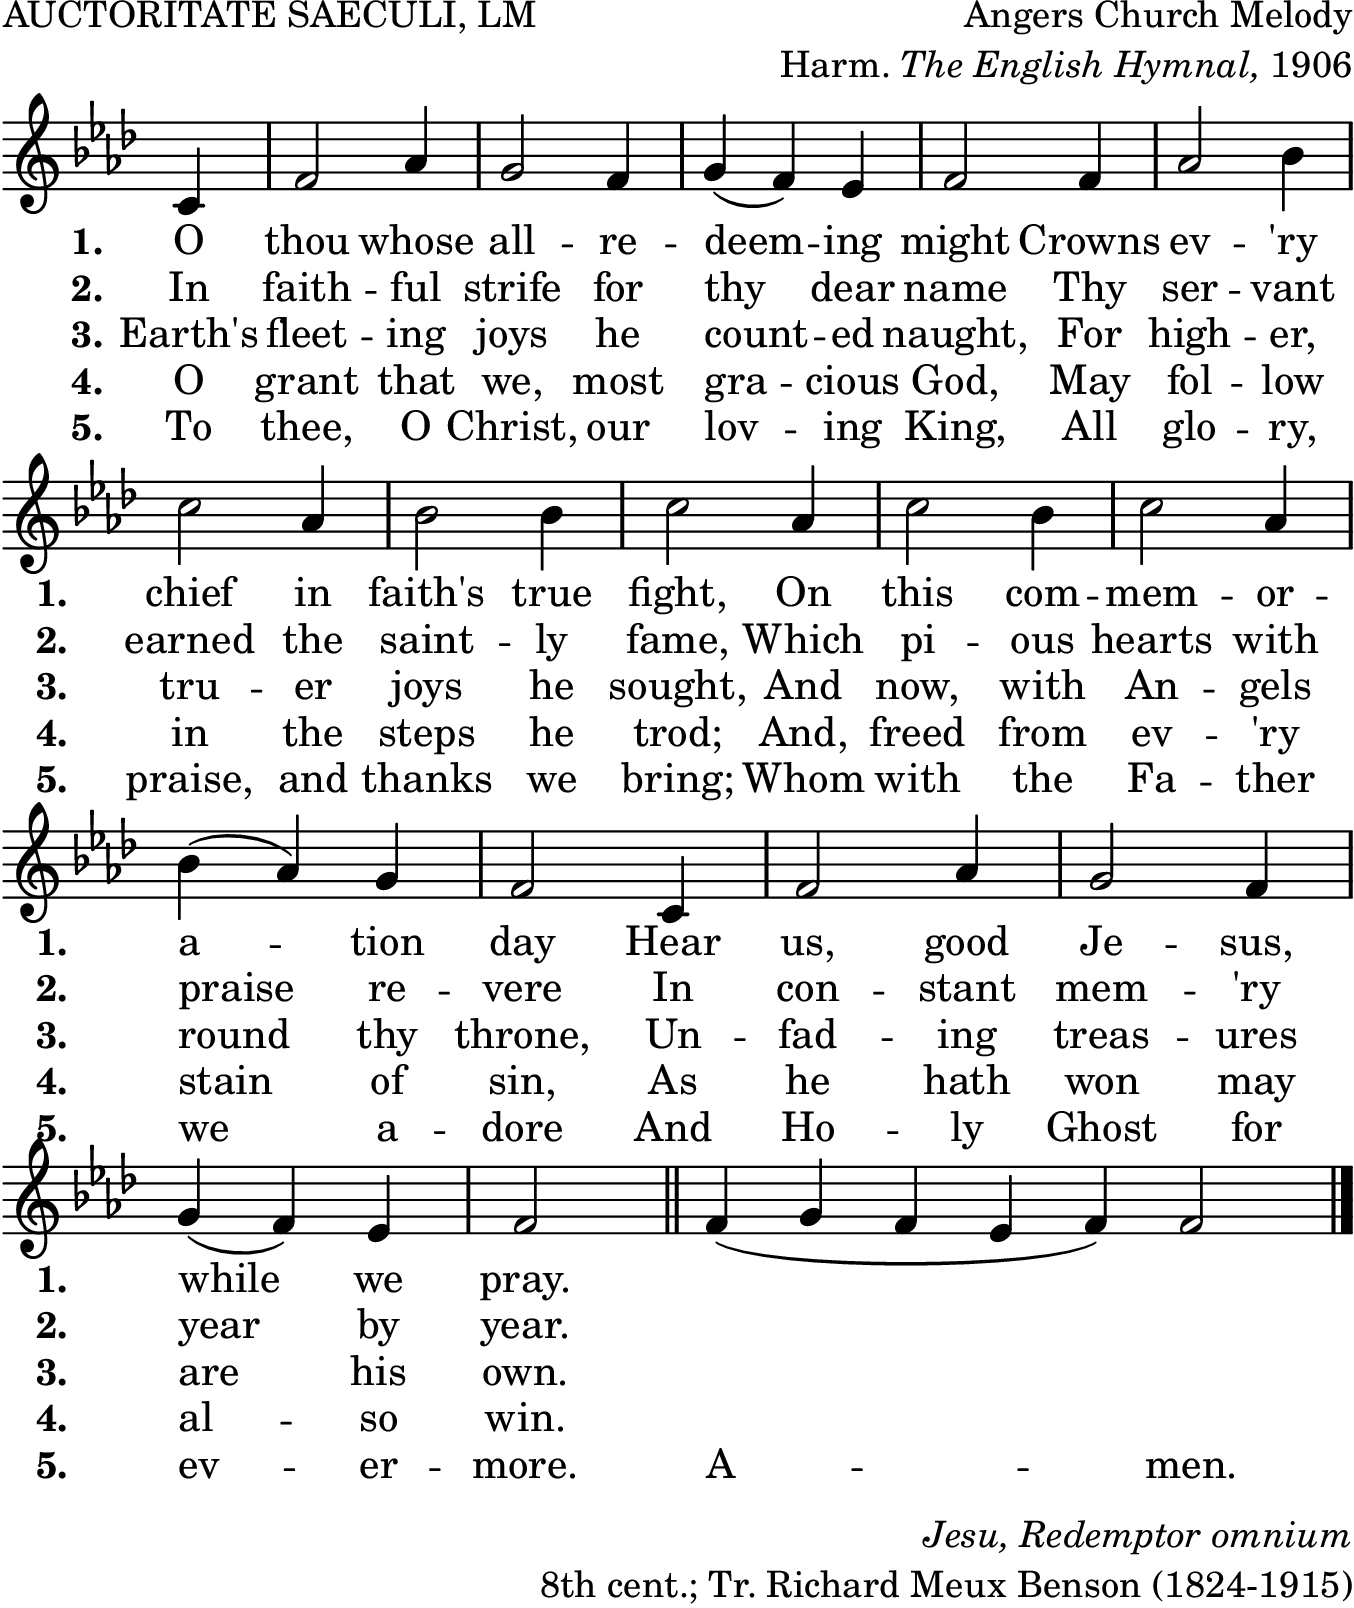 AUCTORITATE SAECULI, LM
Angers Church Melody
Harm. The English Hymnal, 1906
1. O thou whose all -- re -- deem -- ing might Crowns ev -- 'ry
2. In faith -- ful strife for thy dear name Thy ser -- vant
3. Earth's fleet -- ing joys he count -- ed naught, For high -- er,
4. O grant that we, most gra -- cious God, May fol -- low
5. To thee, O Christ, our lov -- ing King, All glo -- ry,
1. chief in faith's true fight, On this com -- mem -- or --
2. earned the saint -- ly fame, Which pi -- ous hearts with
3. tru -- er joys he sought, And now, with An -- gels
4. in the steps he trod; And, freed from ev -- 'ry
5. praise, and thanks we bring; Whom with the Fa -- ther
1. a -- tion day Hear us, good Je -- sus,
2. praise re -- vere In con -- stant mem -- 'ry
3. round thy throne, Un -- fad -- ing treas -- ures
4. stain of sin, As he hath won may
5. we a -- dore And Ho -- ly Ghost for
1. while we pray.
2. year by year.
3. are his own.
4. al -- so win.
5. ev -- er -- more. A -- -- men.
Jesu, Redemptor omnium
8th cent.; Tr. Richard Meux Benson (1824-1915)